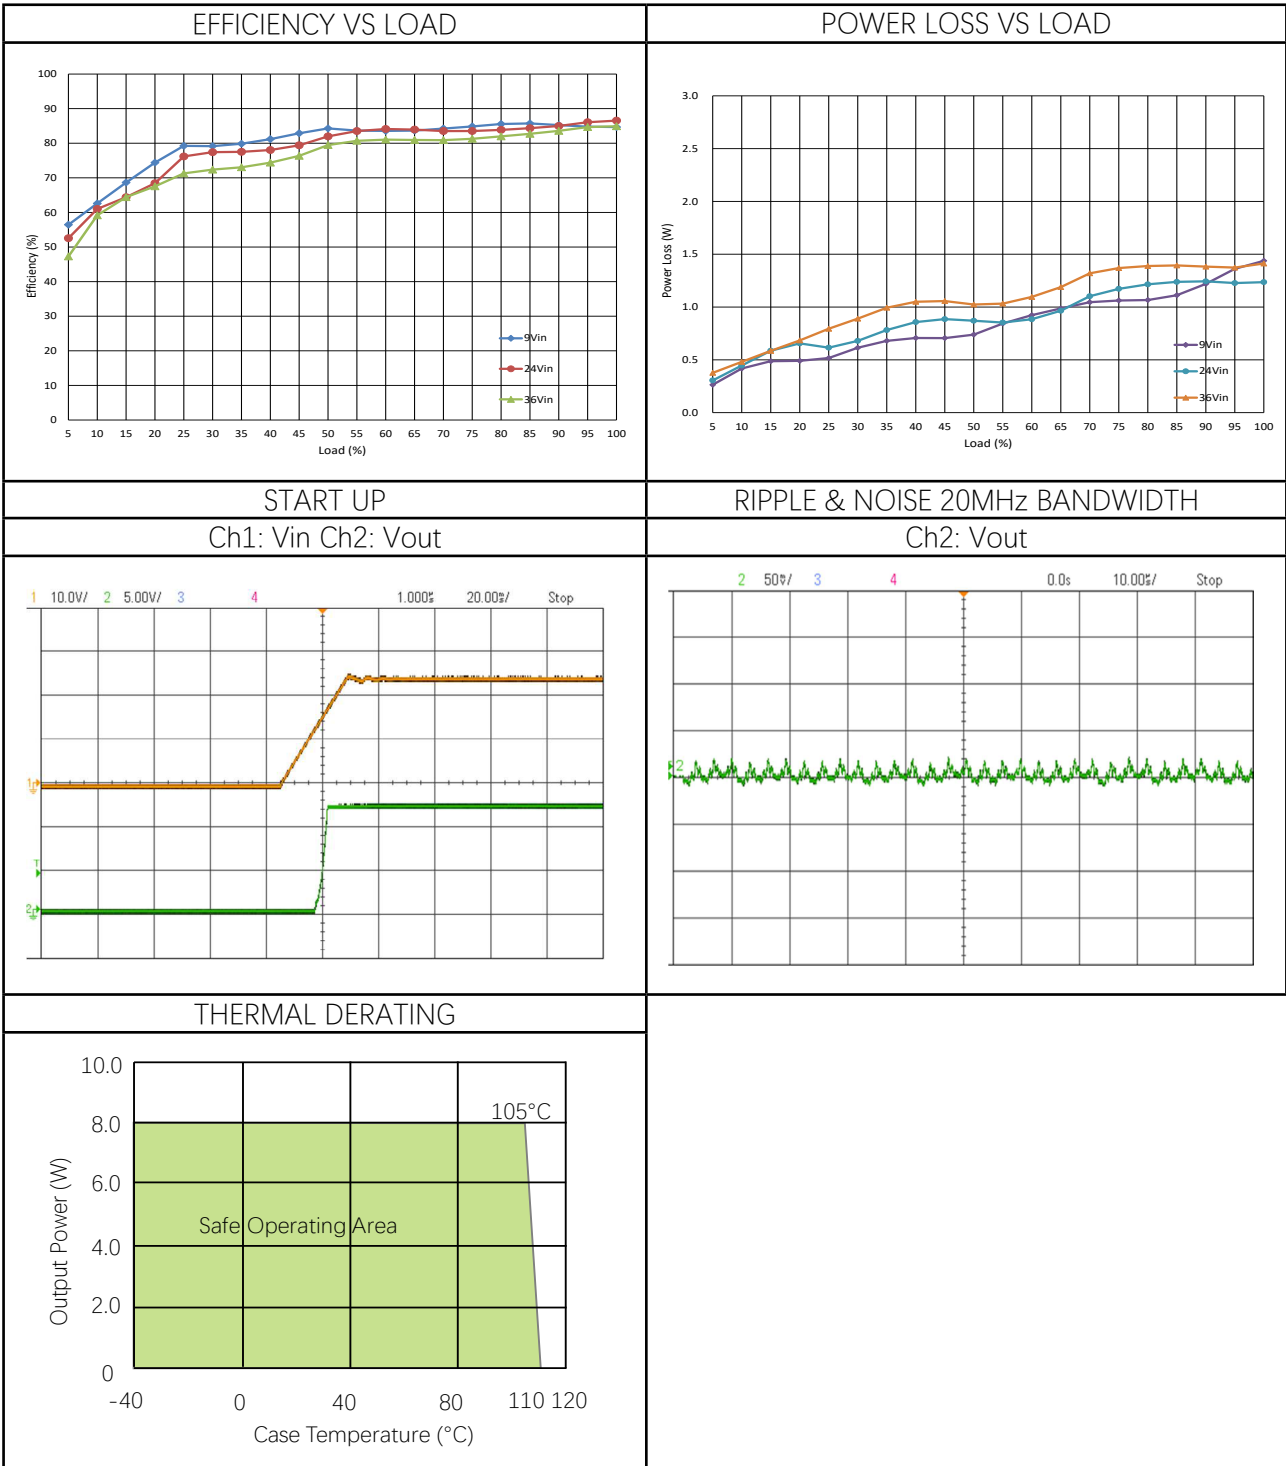 EFFICIENCY VS LOAD
100
90
80
70
60
50
40
30
20
10
0
Efficiency (%)
9Vin
24Vin
36Vin
5 10 15 20 25 30 35 40 45 50 55 60 65 70 75 80 85 90 95 100
Load (%)
POWER LOSS VS LOAD
3.0
2.5
2.0
1.5
1.0
0.5
0.0
Power Loss (W)
9Vin
24Vin
36Vin
5 10 15 20 25 30 35 40 45 50 55 60 65 70 75 80 85 90 95 100
Load (%)
START UP
Ch1: Vin Ch2: Vout
1 10.0V/ 2 5.00V/ 3 4 20.00 Stop
1
T
2
RIPPLE & NOISE 20MHz BANDWIDTH
Ch2: Vout
2 3 4 0.0s Stop
2
THERMAL DERATING
10.0
8.0
6.0
4.0
2.0
0
Output Power (W)
105°C
Safe Operating Area
-40 0 40 80 110 120
Case Temperature (°C)